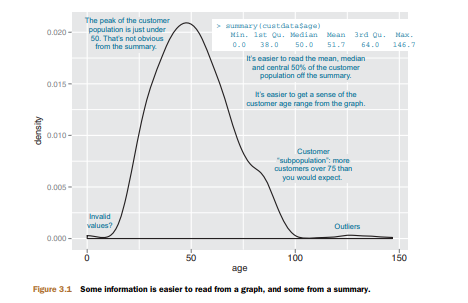 The peak of the customer
population is just under
50. That's not obvious
from the summary.
> summary(custdata$age)
Min. 1st Qu. Median Mean 3rd Qu. Max.
0.0 38.0 50.0 51.7 64.0 146.7
It's easier to read the mean, median
and central 50% of the customer
population off the summary.
It's easier to get a sense of the
customer age range from the graph.
Customer
"subpopulation": more
customers over 75 than
you would expect.
Invalid
values?
Outliers
0.020
0.015
0.010
0.005
0.000
density
0 50 100 150
age
Figure 3.1 Some information is easier to read from a graph, and some from a summary.